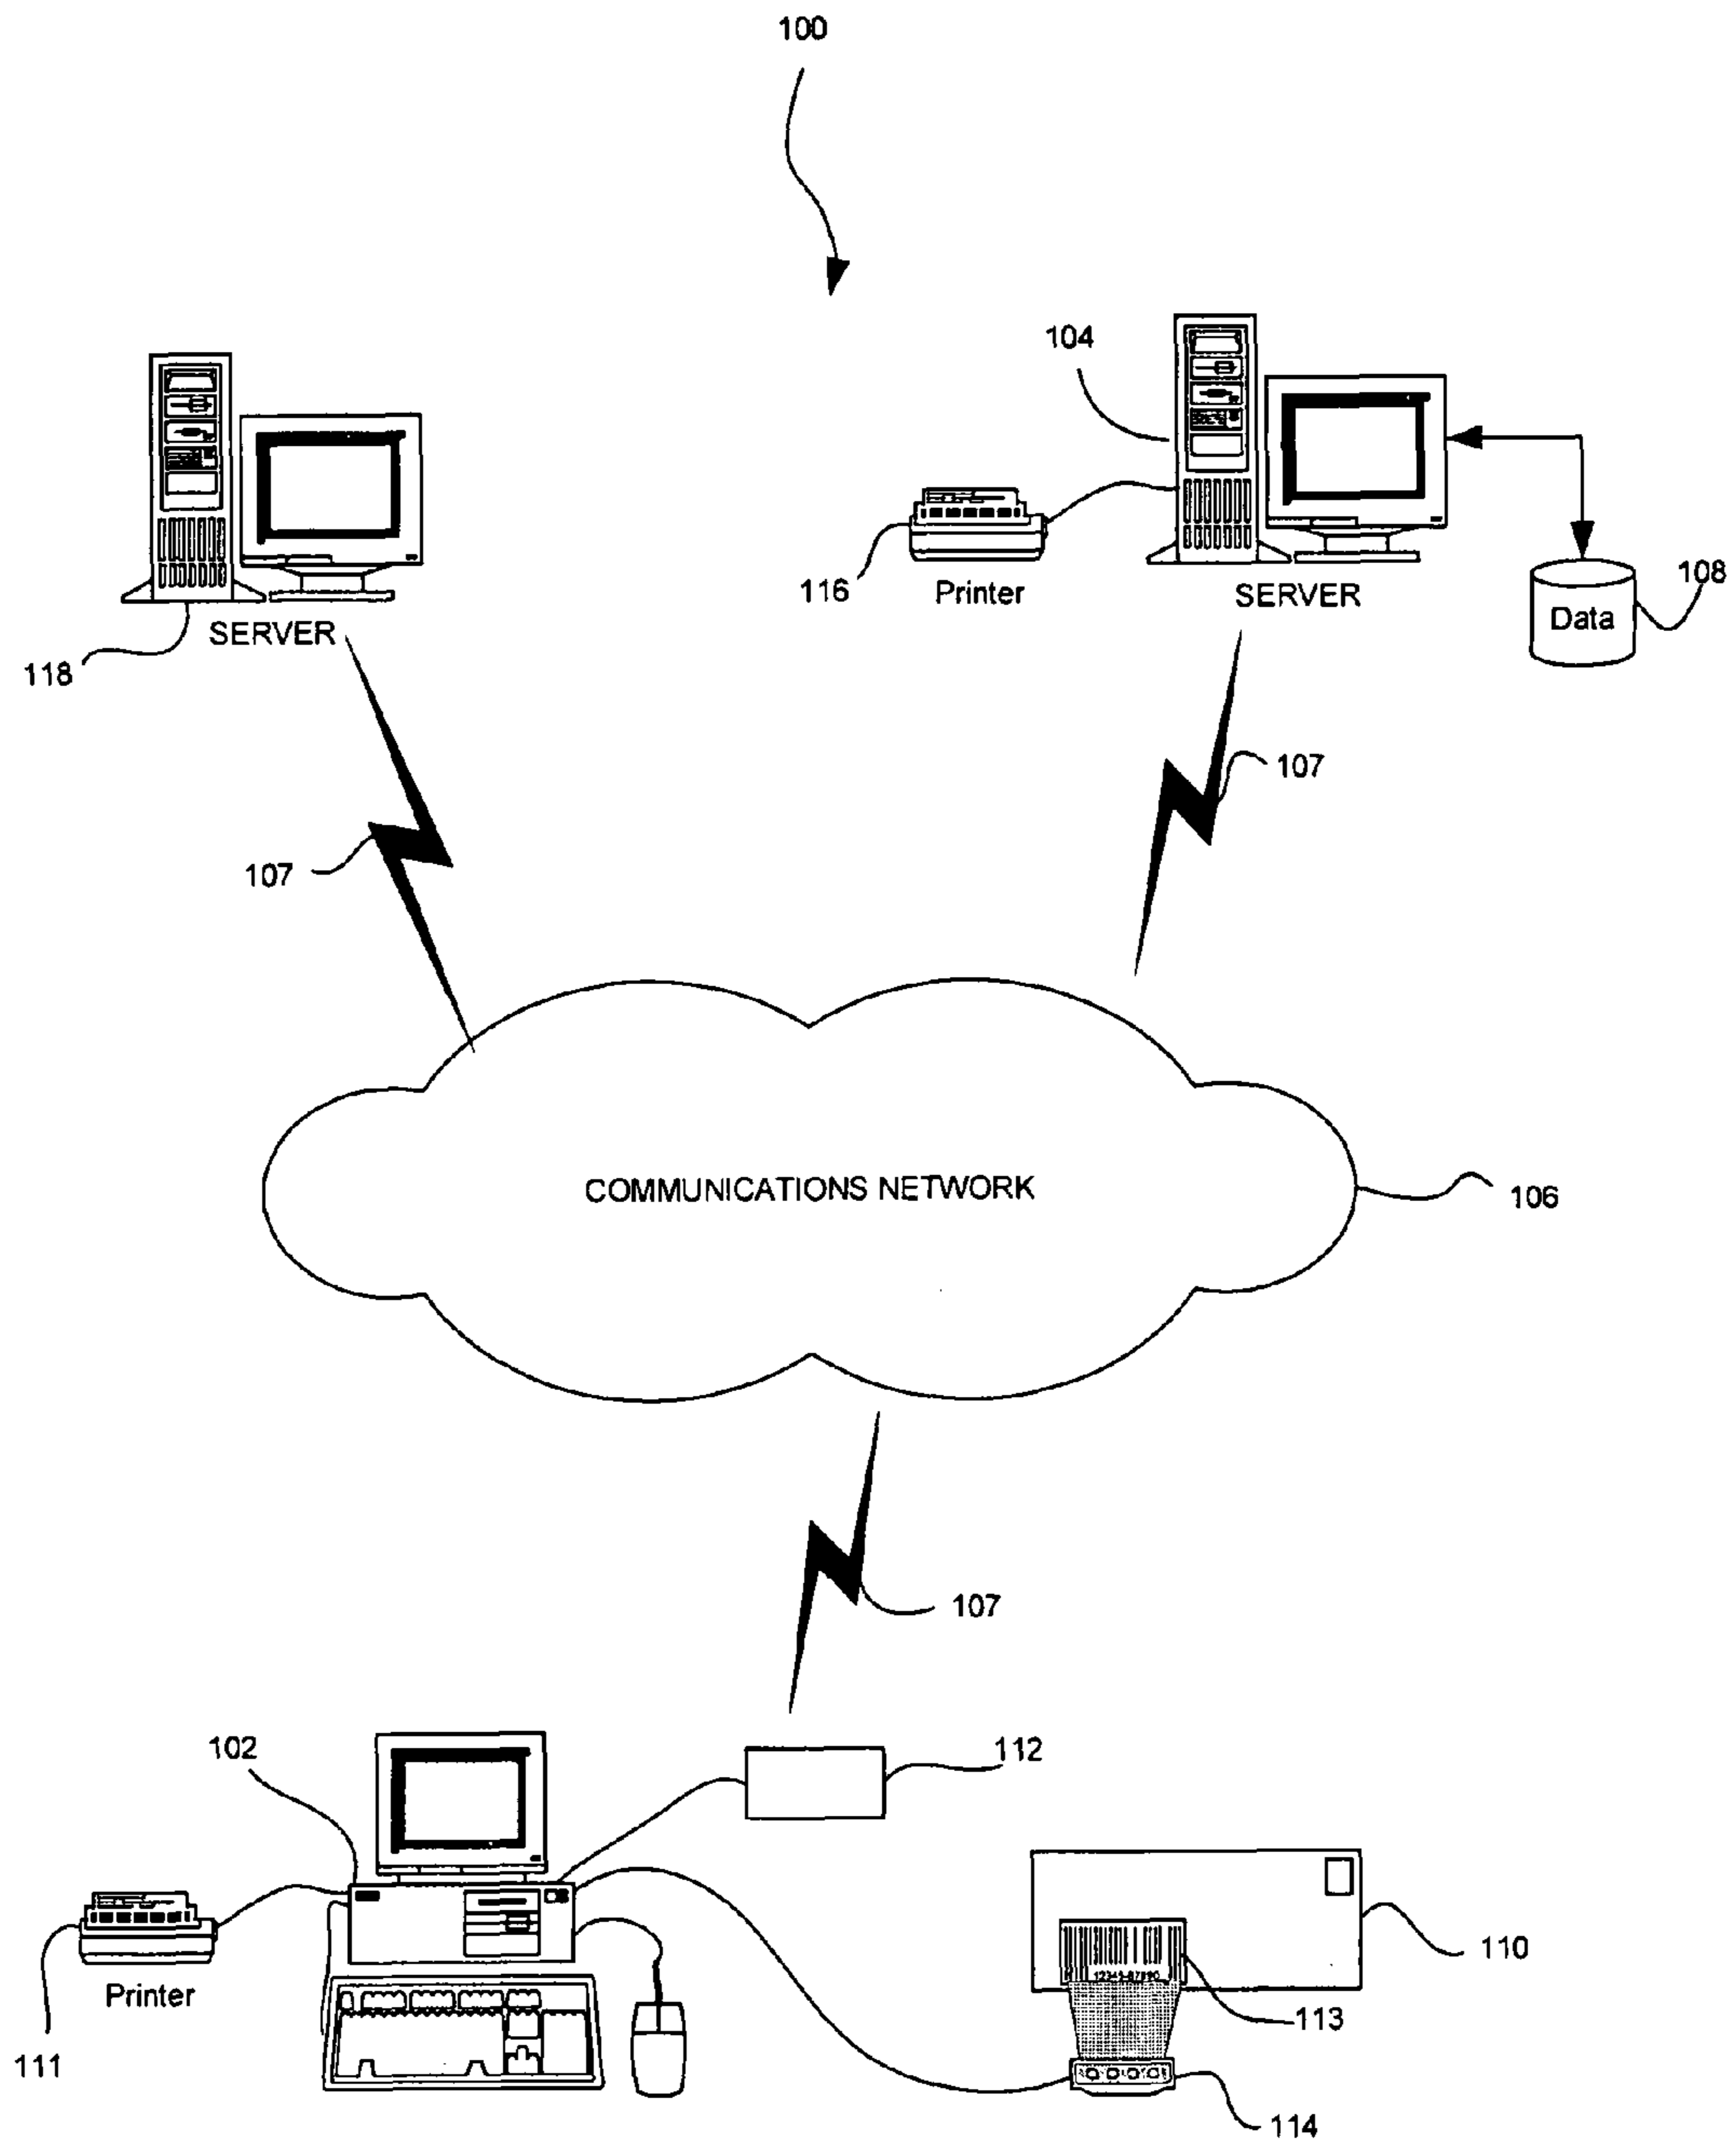 100
104
116
Printer
SERVER
108
Data
SERVER
118
107
107
COMMUNICATIONS NETWORK
106
107
102
112
110
113
Printer
111
114